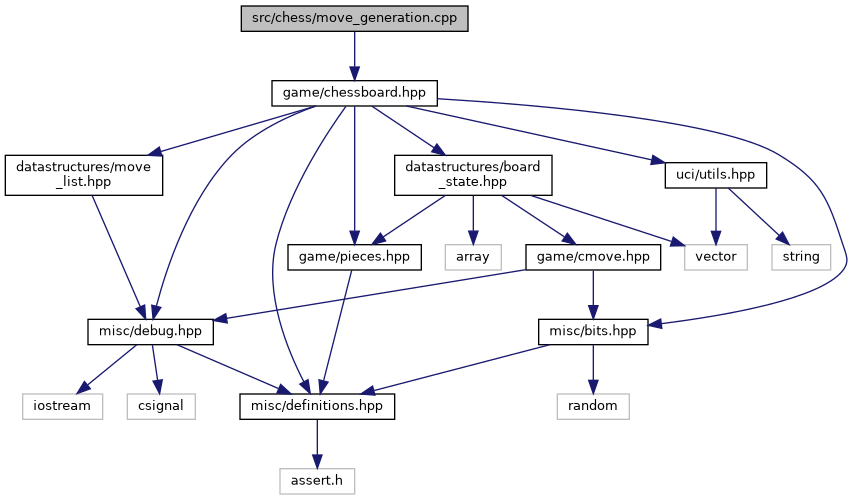 src/chess/move_generation.cpp
game/chessboard.hpp
datastructures/move
_list.hpp
datastructures/board
_state.hpp
uci/utils.hpp
game/pieces.hpp
array
game/cmove.hpp
vector
string
misc/debug.hpp
misc/bits.hpp
iostream
csignal
misc/definitions.hpp
random
assert.h